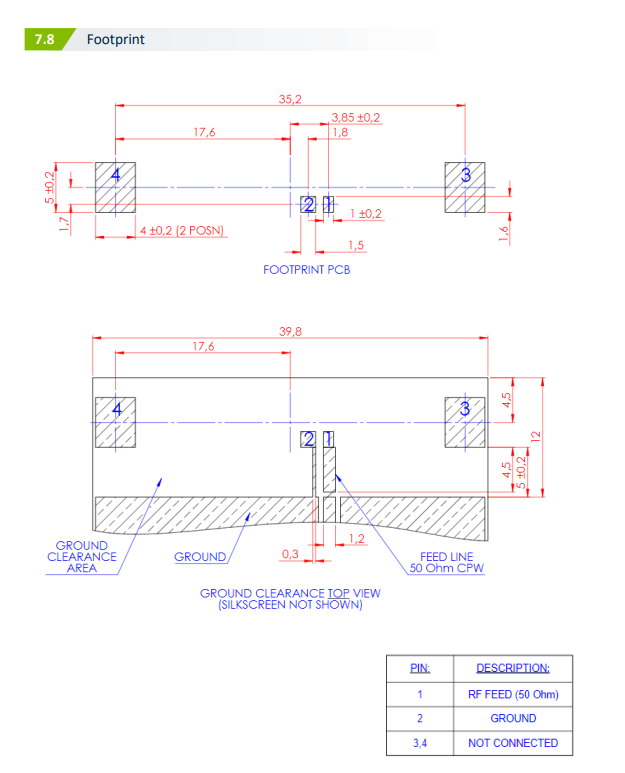 7.8 Footprint
35,2
3,85 ±0,2
17,6
1,8
5 ±0,2
4
3
2
1
1,7
1 ±0,2
4 ±0,2 (2 POSN)
1,6
1,5
FOOTPRINT PCB
39,8
17,6
4,5
4
3
12
2
1
4,5
5 ±0,2
1,2
GROUND
CLEARANCE
AREA
GROUND
0,3
FEED LINE
50 Ohm CPW
GROUND CLEARANCE TOP VIEW
(SILKSCREEN NOT SHOWN)
PIN: DESCRIPTION:
1 RF FEED (50 Ohm)
2 GROUND
3,4 NOT CONNECTED